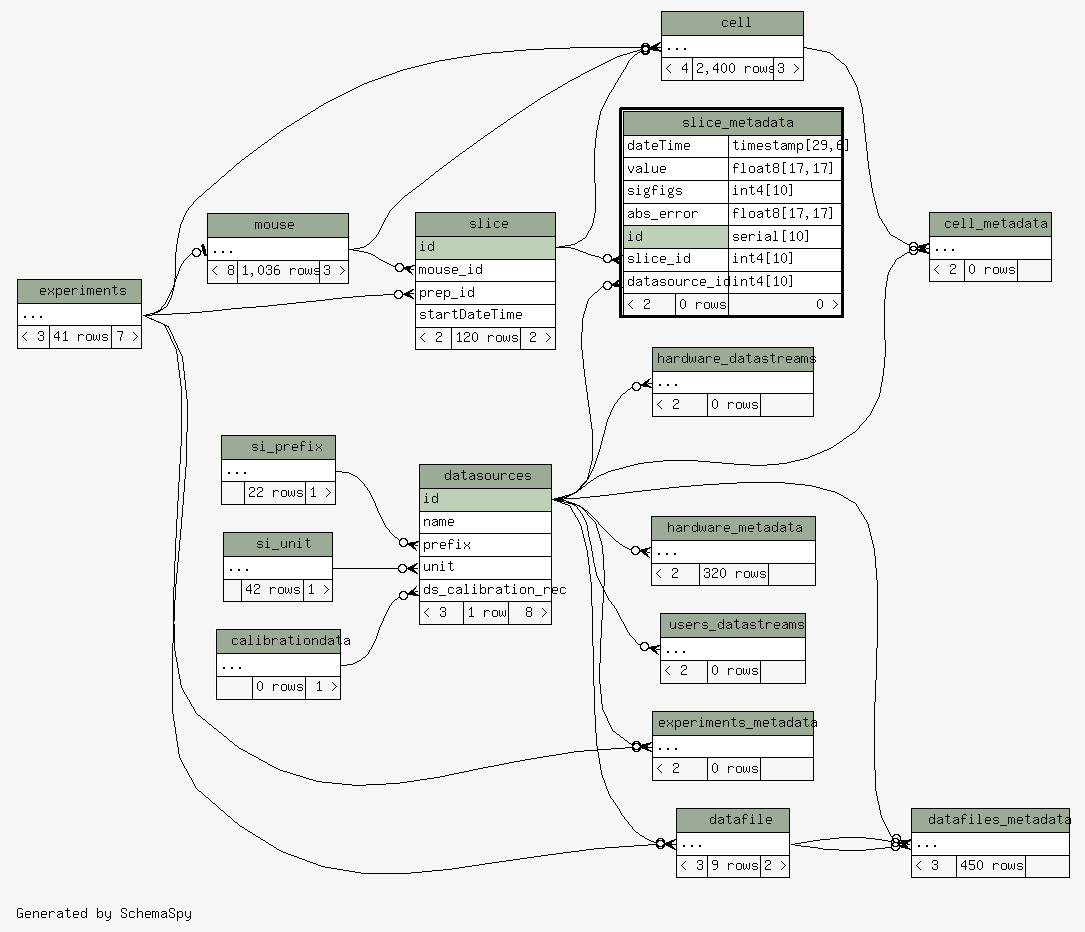 cell
...
< 4 2,400 rows 3 >
slice_metadata
dateTime timestamp[29,6]
value float8[17,17]
sigfigs int4[10]
abs_error float8[17,17]
id serial[10]
slice_id int4[10]
datasource_id int4[10]
< 2 0 rows 0 >
mouse
...
< 8 1,036 rows 3 >
slice
id
mouse_id
prep_id
startDateTime
< 2 120 rows 2 >
cell_metadata
...
< 2 0 rows
experiments
...
< 3 41 rows 7 >
hardware_datastreams
...
< 2 0 rows
si_prefix
...
22 rows 1 >
datasources
id
name
prefix
unit
ds_calibration_rec
< 3 1 row 8 >
si_unit
...
42 rows 1 >
hardware_metadata
...
< 2 320 rows
calibrationdata
...
0 rows 1 >
users_datastreams
...
< 2 0 rows
experiments_metadata
...
< 2 0 rows
datafile
...
< 3 9 rows 2 >
datafiles_metadata
...
< 3 450 rows
Generated by SchemaSpy